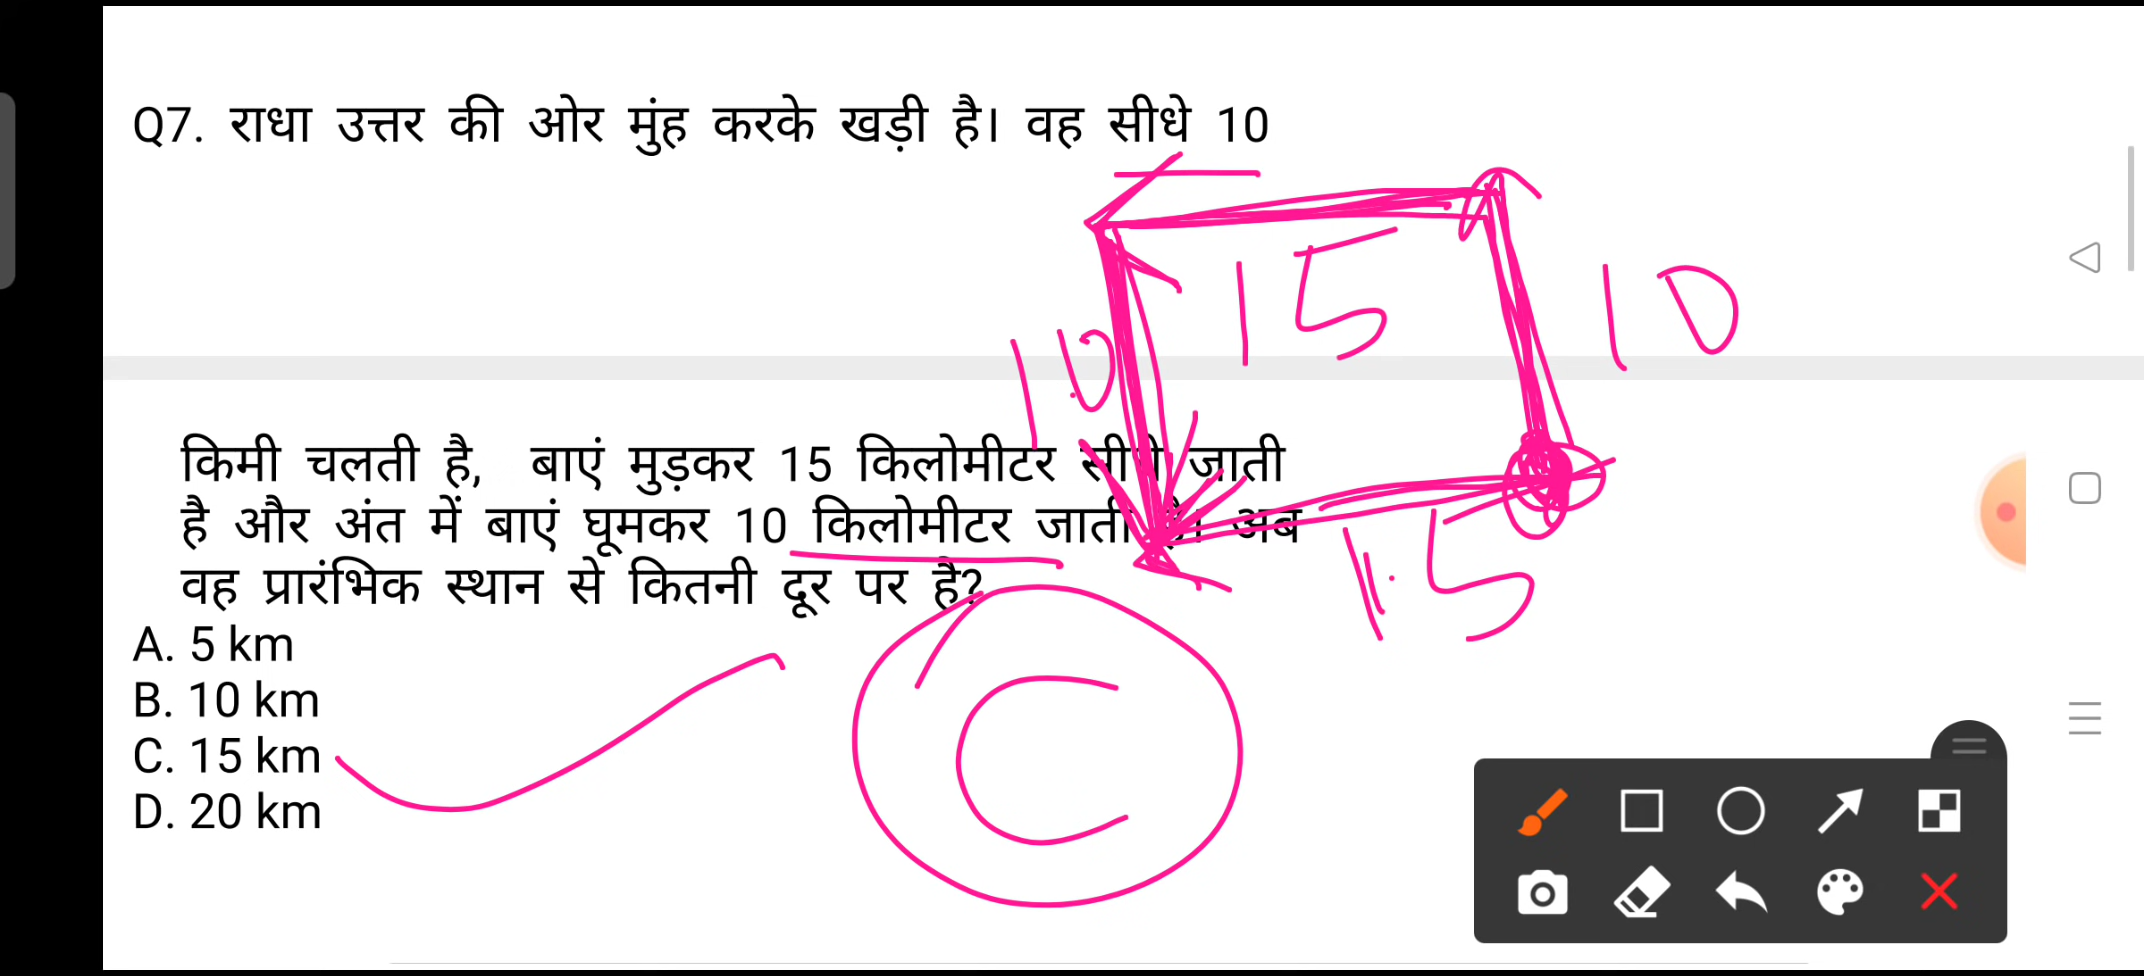 Q7. राधा उत्तर की ओर मुंह करके खड़ी है। वह सीधे 10
15
10
10
किमी चलती है, बाएं मुड़कर 15 किलोमीटर सीधे जाती
है और अंत में बाएं घूमकर 10 किलोमीटर जाती है। अब
वह प्रारंभिक स्थान से कितनी दूर पर है?
15
A. 5 km
B. 10 km
C. 15 km
D. 20 km
C